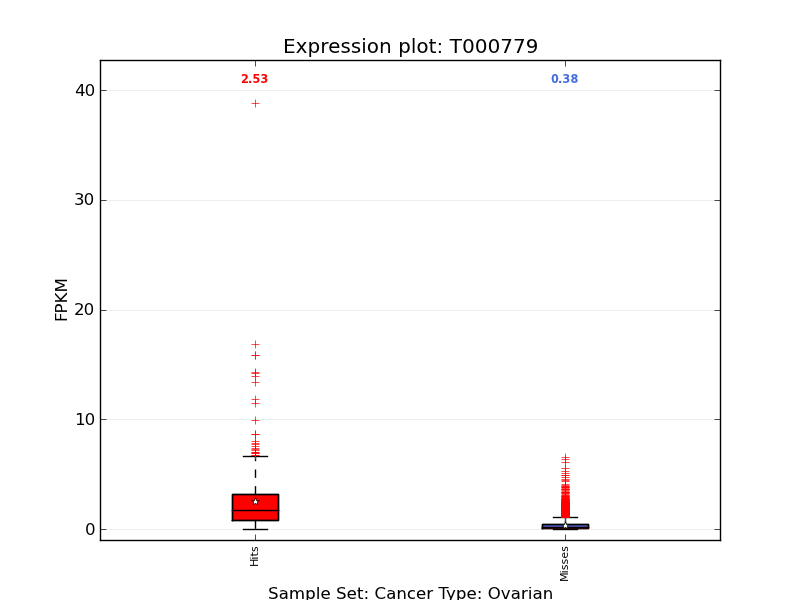 Expression plot: T000779
2.53
0.38
40
30
20
10
0
FPKM
Hits
Misses
Sample Set: Cancer Type: Ovarian